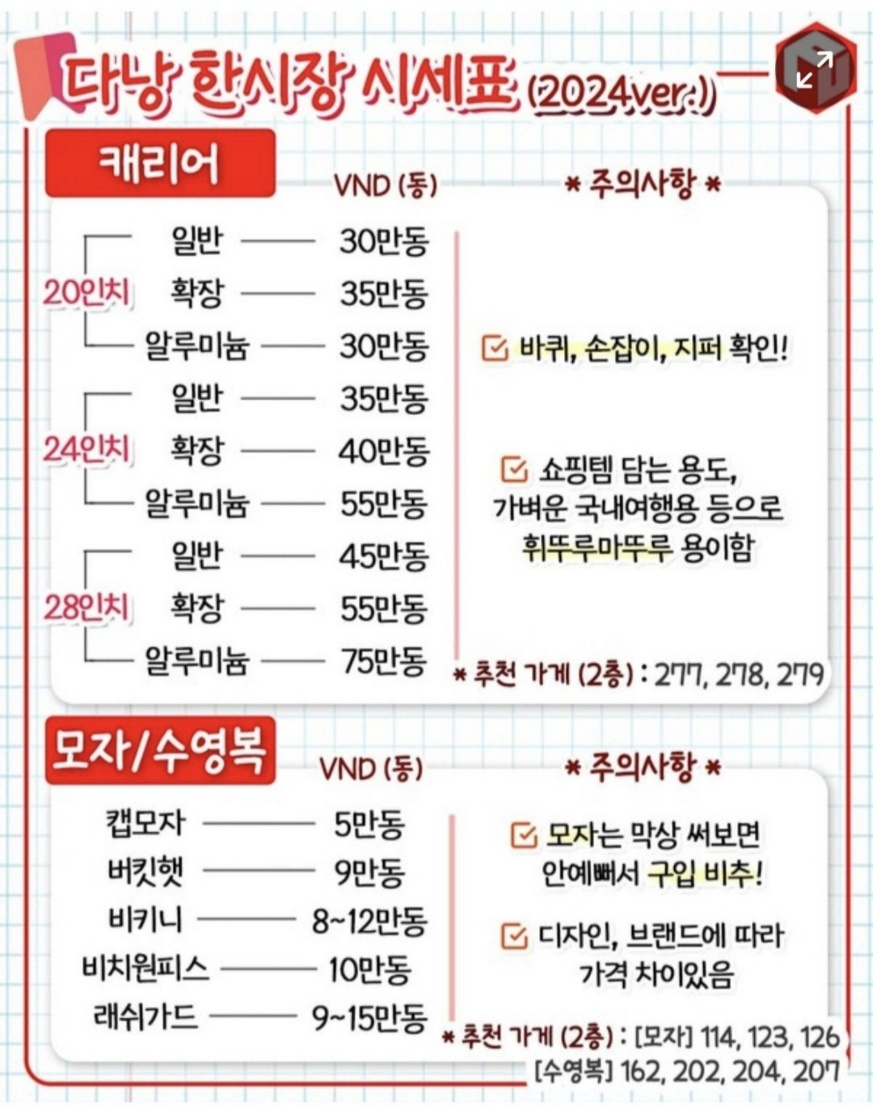 다낭 한시장 시세표 (2024ver.)
캐리어
VND (동)
* 주의사항 *
20인치
일반 30만동
확장 35만동
알루미늄 30만동
24인치
일반 35만동
확장 40만동
알루미늄 55만동
28인치
일반 45만동
확장 55만동
알루미늄 75만동
바퀴, 손잡이, 지퍼 확인!
쇼핑템 담는 용도,
가벼운 국내여행용 등으로
휘뚜루마뚜루 용이함
* 추천 가게 (2층) : 277, 278, 279
모자/수영복
VND (동)
* 주의사항 *
캡모자 5만동
버킷햇 9만동
비키니 8~12만동
비치원피스 10만동
래쉬가드 9~15만동
모자는 막상 써보면
안예뻐서 구입 비추!
디자인, 브랜드에 따라
가격 차이있음
* 추천 가게 (2층) : [모자] 114, 123, 126
[수영복] 162, 202, 204, 207